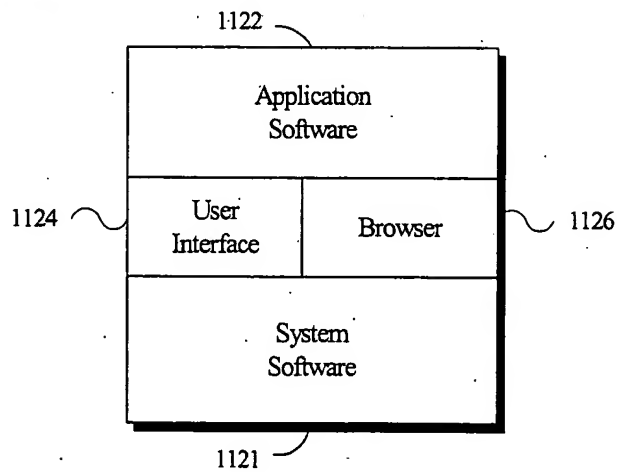 1122
Application
Software
1124
User
Interface
Browser
1126
System
Software
1121